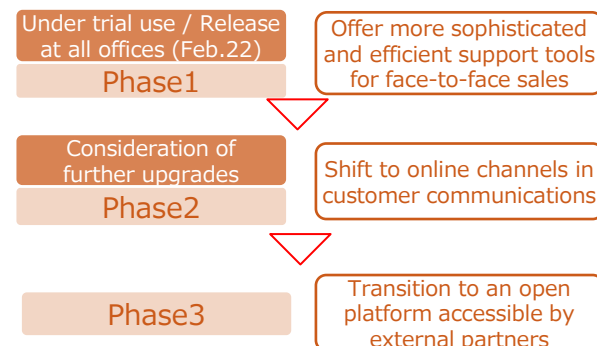 Under trial use / Release
at all offices (Feb.22)
Phase1
Offer more sophisticated
and efficient support tools
for face-to-face sales
Consideration of
further upgrades
Phase2
Shift to online channels in
customer communications
Phase3
Transition to an open
platform accessible by
external partners